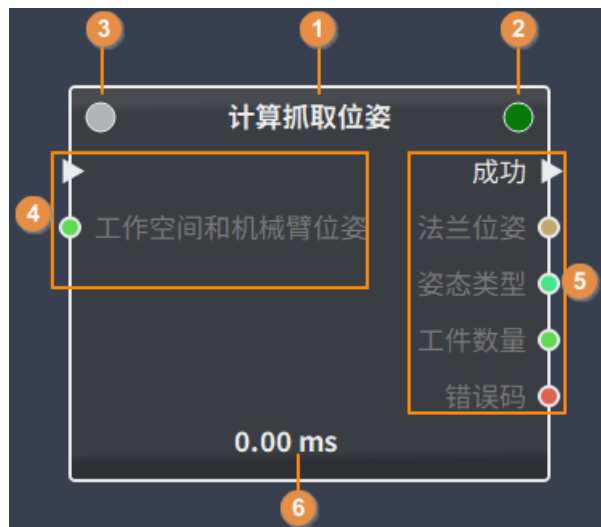 3 1 2
计算抓取位姿
成功
4 工作空间和机械臂位姿 法兰位姿
姿态类型 5
工件数量
错误码
0.00 ms
6